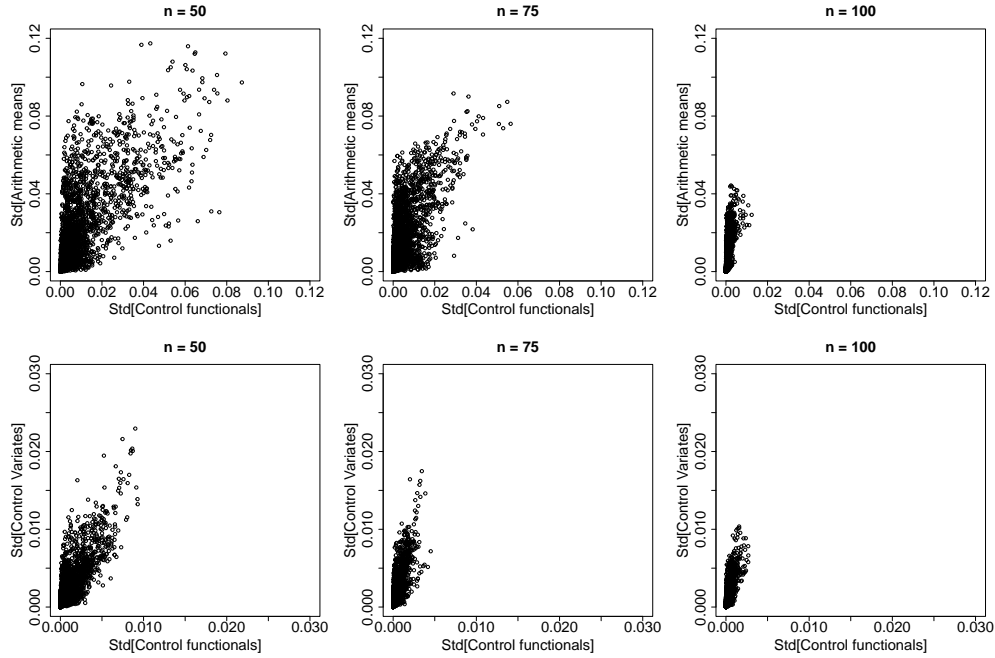 n = 50
Std[Arithmetic means]
0.00 0.04 0.08 0.12
0.00 0.02 0.04 0.06 0.08 0.10 0.12
Std[Control functionals]
n = 75
Std[Arithmetic means]
0.00 0.04 0.08 0.12
0.00 0.02 0.04 0.06 0.08 0.10 0.12
Std[Control functionals]
n = 100
Std[Arithmetic means]
0.00 0.04 0.08 0.12
0.00 0.02 0.04 0.06 0.08 0.10 0.12
Std[Control functionals]
n = 50
Std[Control Variates]
0.000 0.010 0.020 0.030
0.000 0.010 0.020 0.030
Std[Control functionals]
n = 75
Std[Control Variates]
0.000 0.010 0.020 0.030
0.000 0.010 0.020 0.030
Std[Control functionals]
n = 100
Std[Control Variates]
0.000 0.010 0.020 0.030
0.000 0.010 0.020 0.030
Std[Control functionals]